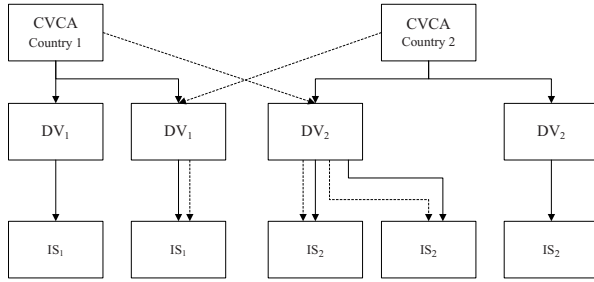 CVCA
Country 1
CVCA
Country 2
DV₁
DV₁
DV₂
DV₂
IS₁
IS₁
IS₂
IS₂
IS₂